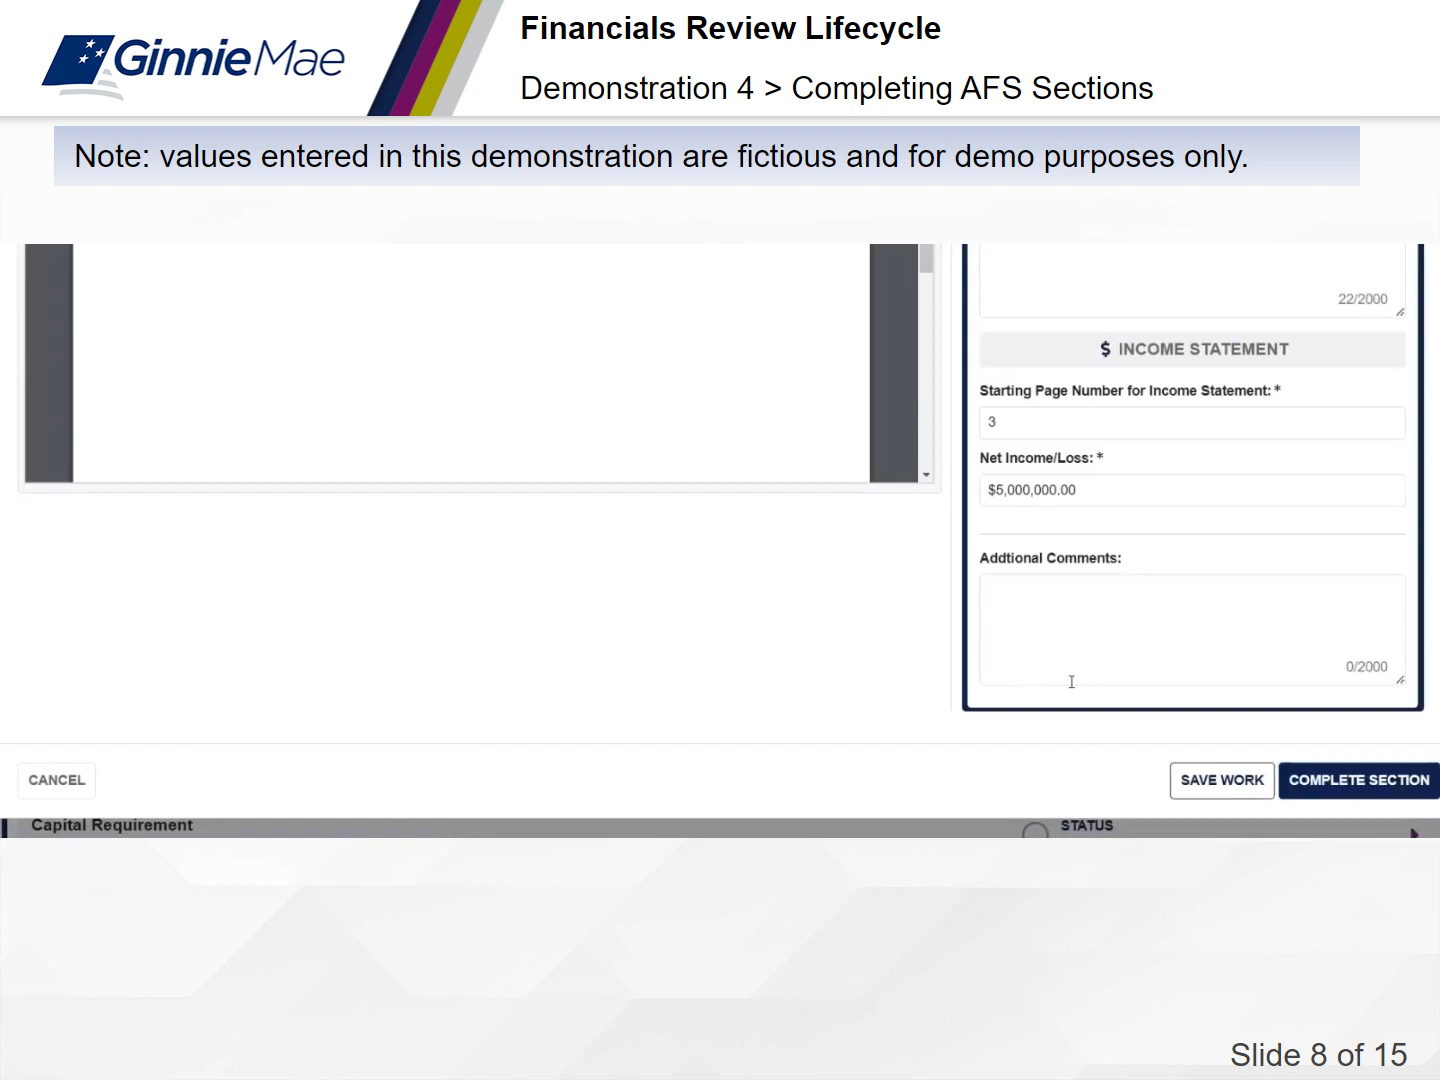 GinnieMae
Financials Review Lifecycle
Demonstration 4 > Completing AFS Sections
Note: values entered in this demonstration are fictious and for demo purposes only.
22/2000
$ INCOME STATEMENT
Starting Page Number for Income Statement: *
3
Net Income/Loss: *
$5,000,000.00
Addtional Comments:
0/2000
CANCEL
SAVE WORK
COMPLETE SECTION
Capital Requirement
STATUS
Slide 8 of 15